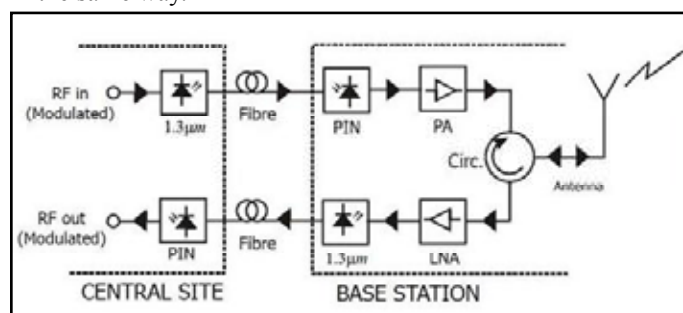 RF in
(Modulated)
1.3μm
Fibre
PIN
PA
Circ.
Antenna
RF out
(Modulated)
PIN
Fibre
1.3μm
LNA
CENTRAL SITE
BASE STATION